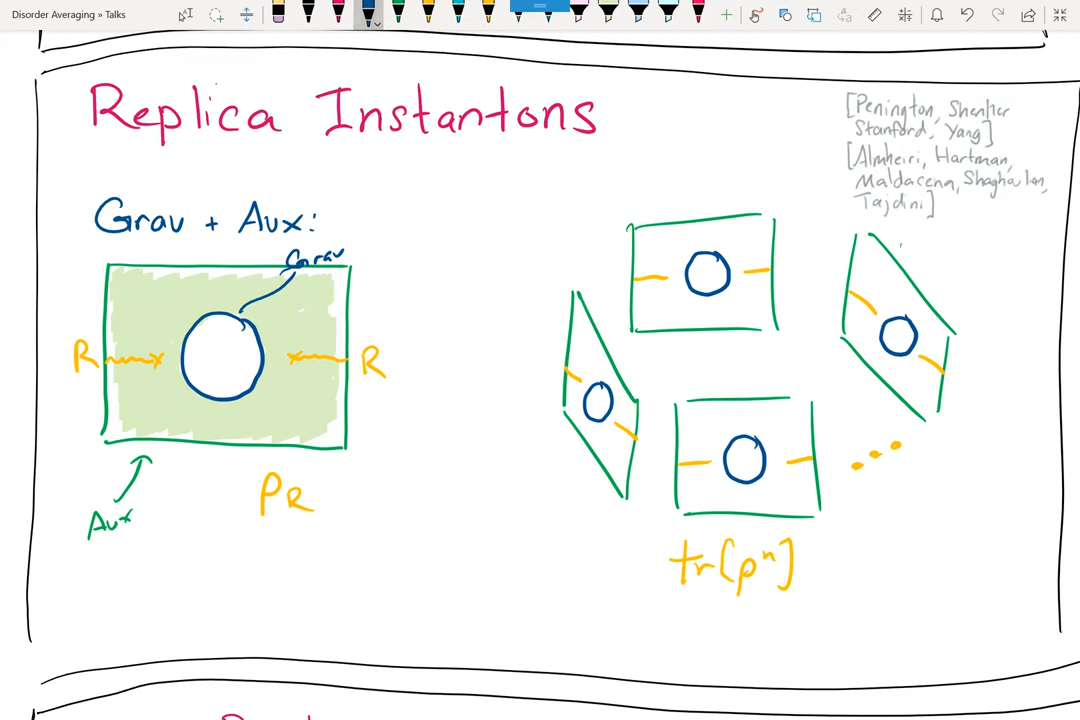 Disorder Averaging » Talks
Replica Instantons
[Penington, Shenker
Stanford, Yang]
[Almheiri, Hartman,
Maldacena, Shaghoulian,
Tajdini]
Grav + Aux:
Grav
R
R
Aux
ρR
tr[ρⁿ]